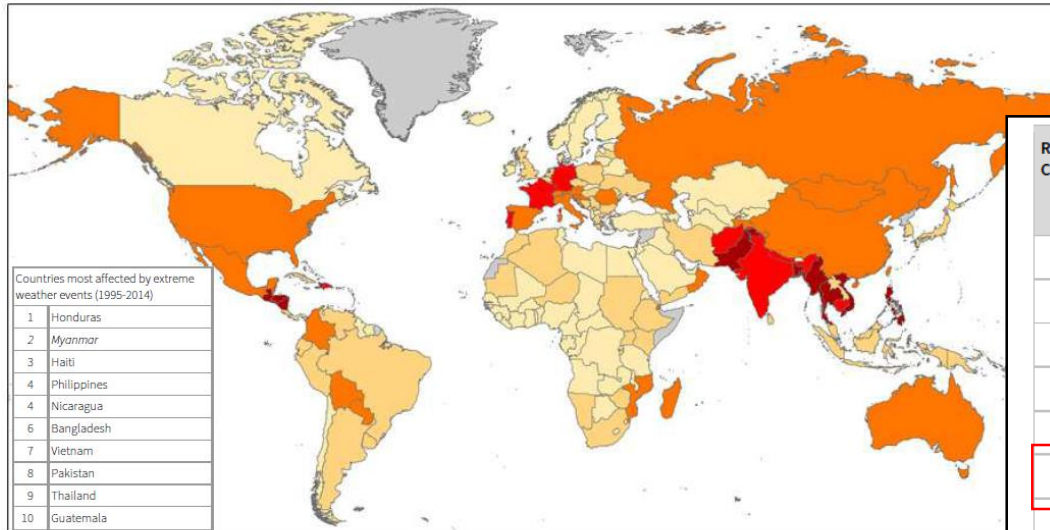 Countries most affected by extreme
weather events (1995-2014)
1 Honduras
2 Myanmar
3 Haiti
4 Philippines
4 Nicaragua
6 Bangladesh
7 Vietnam
8 Pakistan
9 Thailand
10 Guatemala
R
C